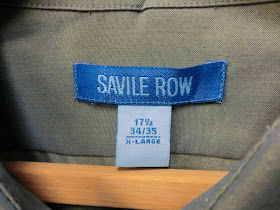 SAVILE ROW
17½
34/35
X-LARGE